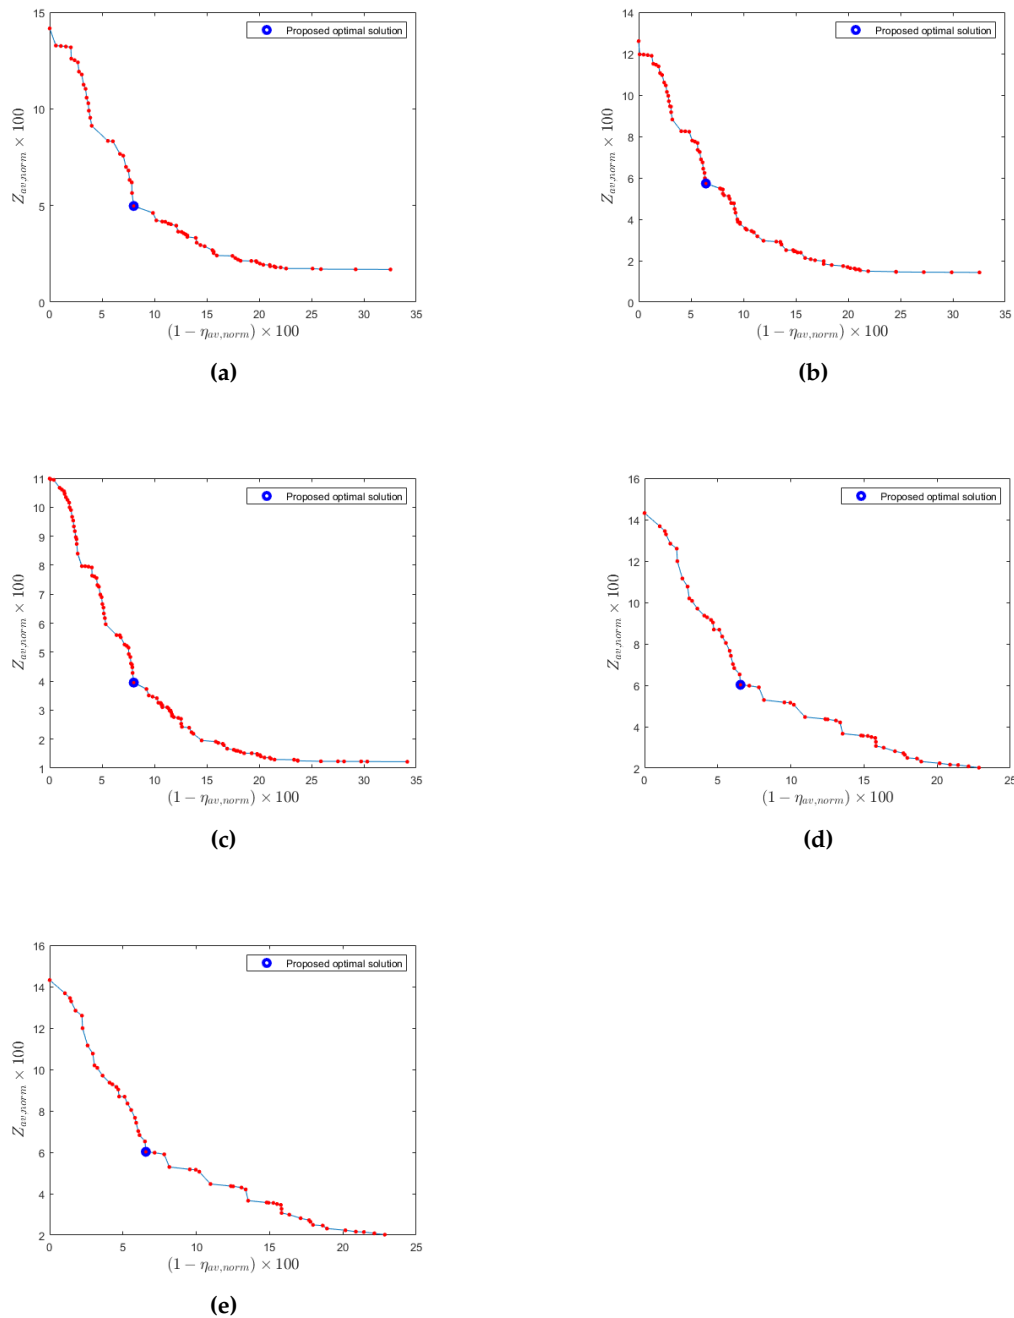 Proposed optimal solution
15
10
5
0
Z_{av,norm} × 100
0 5 10 15 20 25 30 35
(1 − η_{av,norm}) × 100
(a)
Proposed optimal solution
14
12
10
8
6
4
2
0
Z_{av,norm} × 100
0 5 10 15 20 25 30 35
(1 − η_{av,norm}) × 100
(b)
Proposed optimal solution
11
10
9
8
7
6
5
4
3
2
1
Z_{av,norm} × 100
0 5 10 15 20 25 30 35
(1 − η_{av,norm}) × 100
(c)
Proposed optimal solution
16
14
12
10
8
6
4
2
Z_{av,norm} × 100
0 5 10 15 20 25
(1 − η_{av,norm}) × 100
(d)
Proposed optimal solution
16
14
12
10
8
6
4
2
Z_{av,norm} × 100
0 5 10 15 20 25
(1 − η_{av,norm}) × 100
(e)